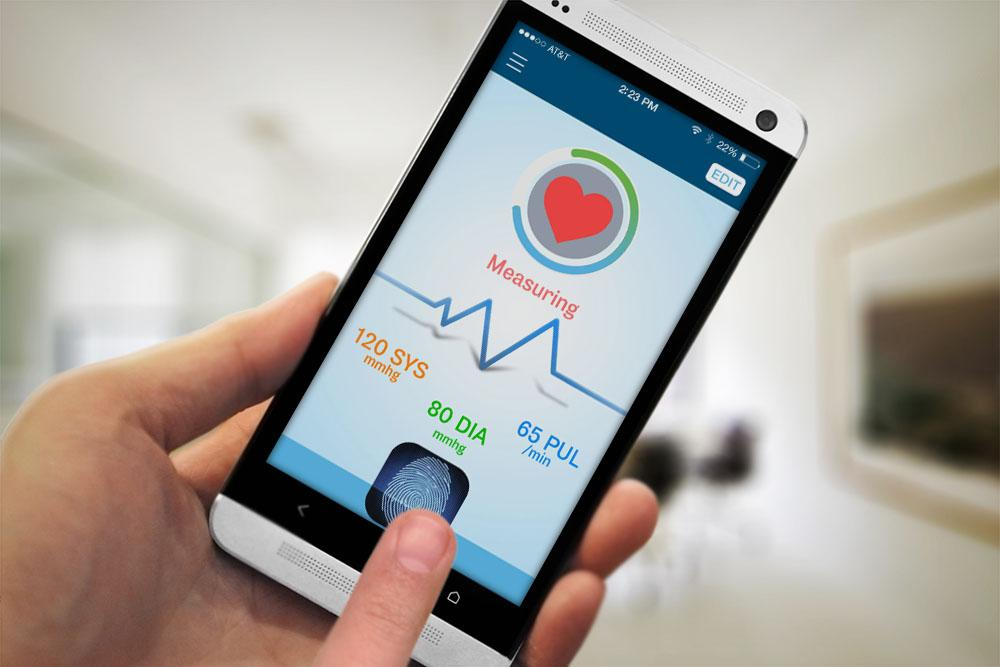 AT&T
2:23 PM
22%
EDIT
Measuring
120 SYS
mmhg
80 DIA
mmhg
65 PUL
/min